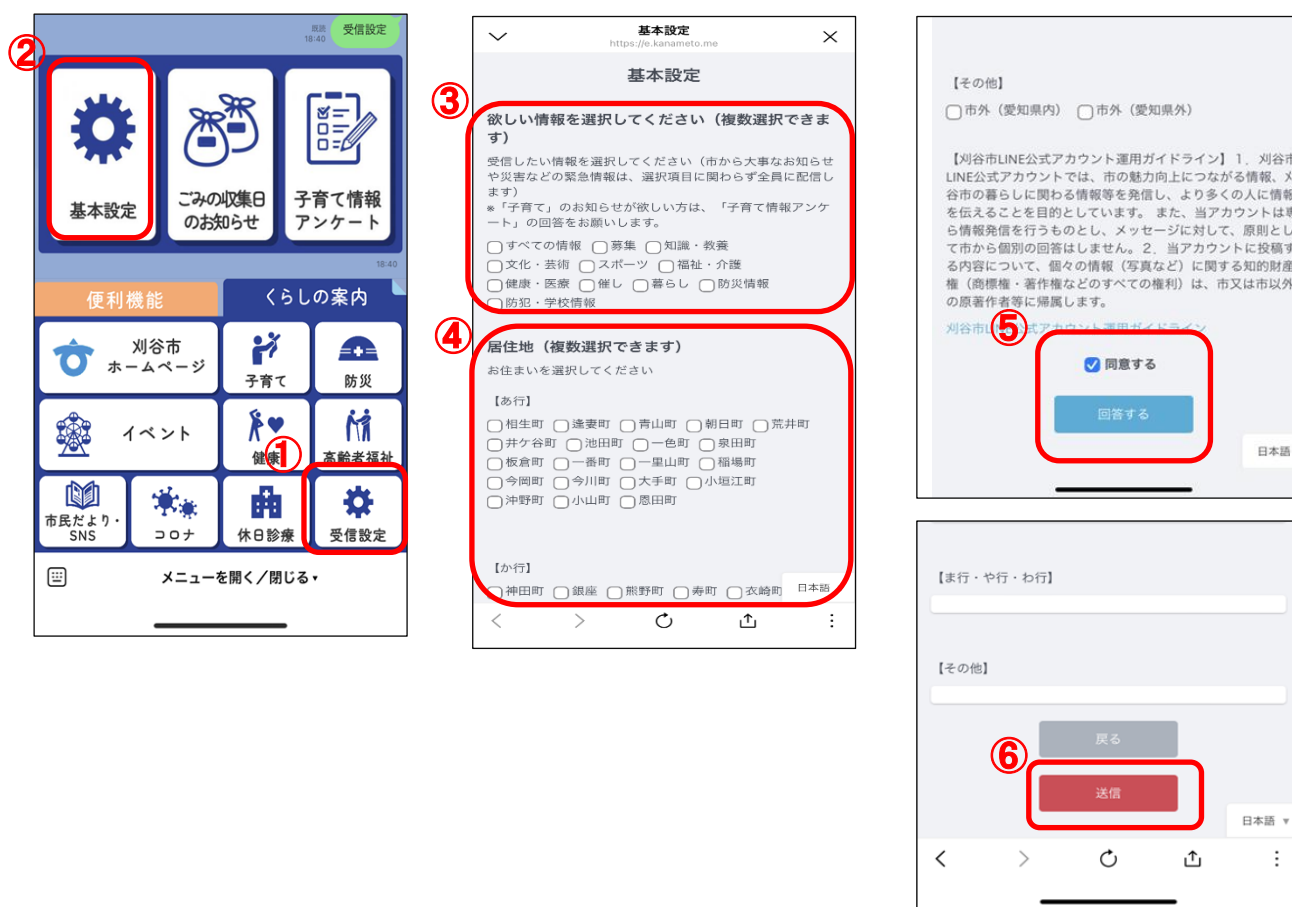 ②
既読
18:40
受信設定
基本設定
ごみの収集日
のお知らせ
子育て情報
アンケート
18:40
便利機能
くらしの案内
刈谷市
ホームページ
子育て
防災
イベント
①
健康
高齢者福祉
市民だより・
SNS
コロナ
休日診療
受信設定
メニューを開く/閉じる▾
基本設定
https://e.kanameto.me
基本設定
③
欲しい情報を選択してください(複数選択できま
す)
受信したい情報を選択してください(市から大事なお知らせ
や災害などの緊急情報は、選択項目に関わらず全員に配信し
ます)
※「子育て」のお知らせが欲しい方は、「子育て情報アンケ
ート」の回答をお願いします。
すべての情報 募集 知識・教養
文化・芸術 スポーツ 福祉・介護
健康・医療 催し 暮らし 防災情報
防犯・学校情報
④
居住地(複数選択できます)
お住まいを選択してください
【あ行】
相生町 逢妻町 青山町 朝日町 荒井町
井ケ谷町 池田町 一色町 泉田町
板倉町 一番町 一里山町 稲場町
今岡町 今川町 大手町 小垣江町
沖野町 小山町 恩田町
【か行】
神田町 銀座 熊野町 寿町 衣崎町
日本語
【その他】
市外(愛知県内) 市外(愛知県外)
【刈谷市LINE公式アカウント運用ガイドライン】1.刈谷市
LINE公式アカウントでは、市の魅力向上につながる情報、刈
谷市の暮らしに関わる情報等を発信し、より多くの人に情報
を伝えることを目的としています。 また、当アカウントは専
ら情報発信を行うものとし、メッセージに対して、原則とし
て市から個別の回答はしません。2.当アカウントに投稿す
る内容について、個々の情報(写真など)に関する知的財産
権(商標権・著作権などのすべての権利)は、市又は市以外
の原著作者等に帰属します。
刈谷市LINE公式アカウント運用ガイドライン
⑤
同意する
回答する
日本語
【ま行・や行・わ行】
【その他】
戻る
⑥
送信
日本語 ▼